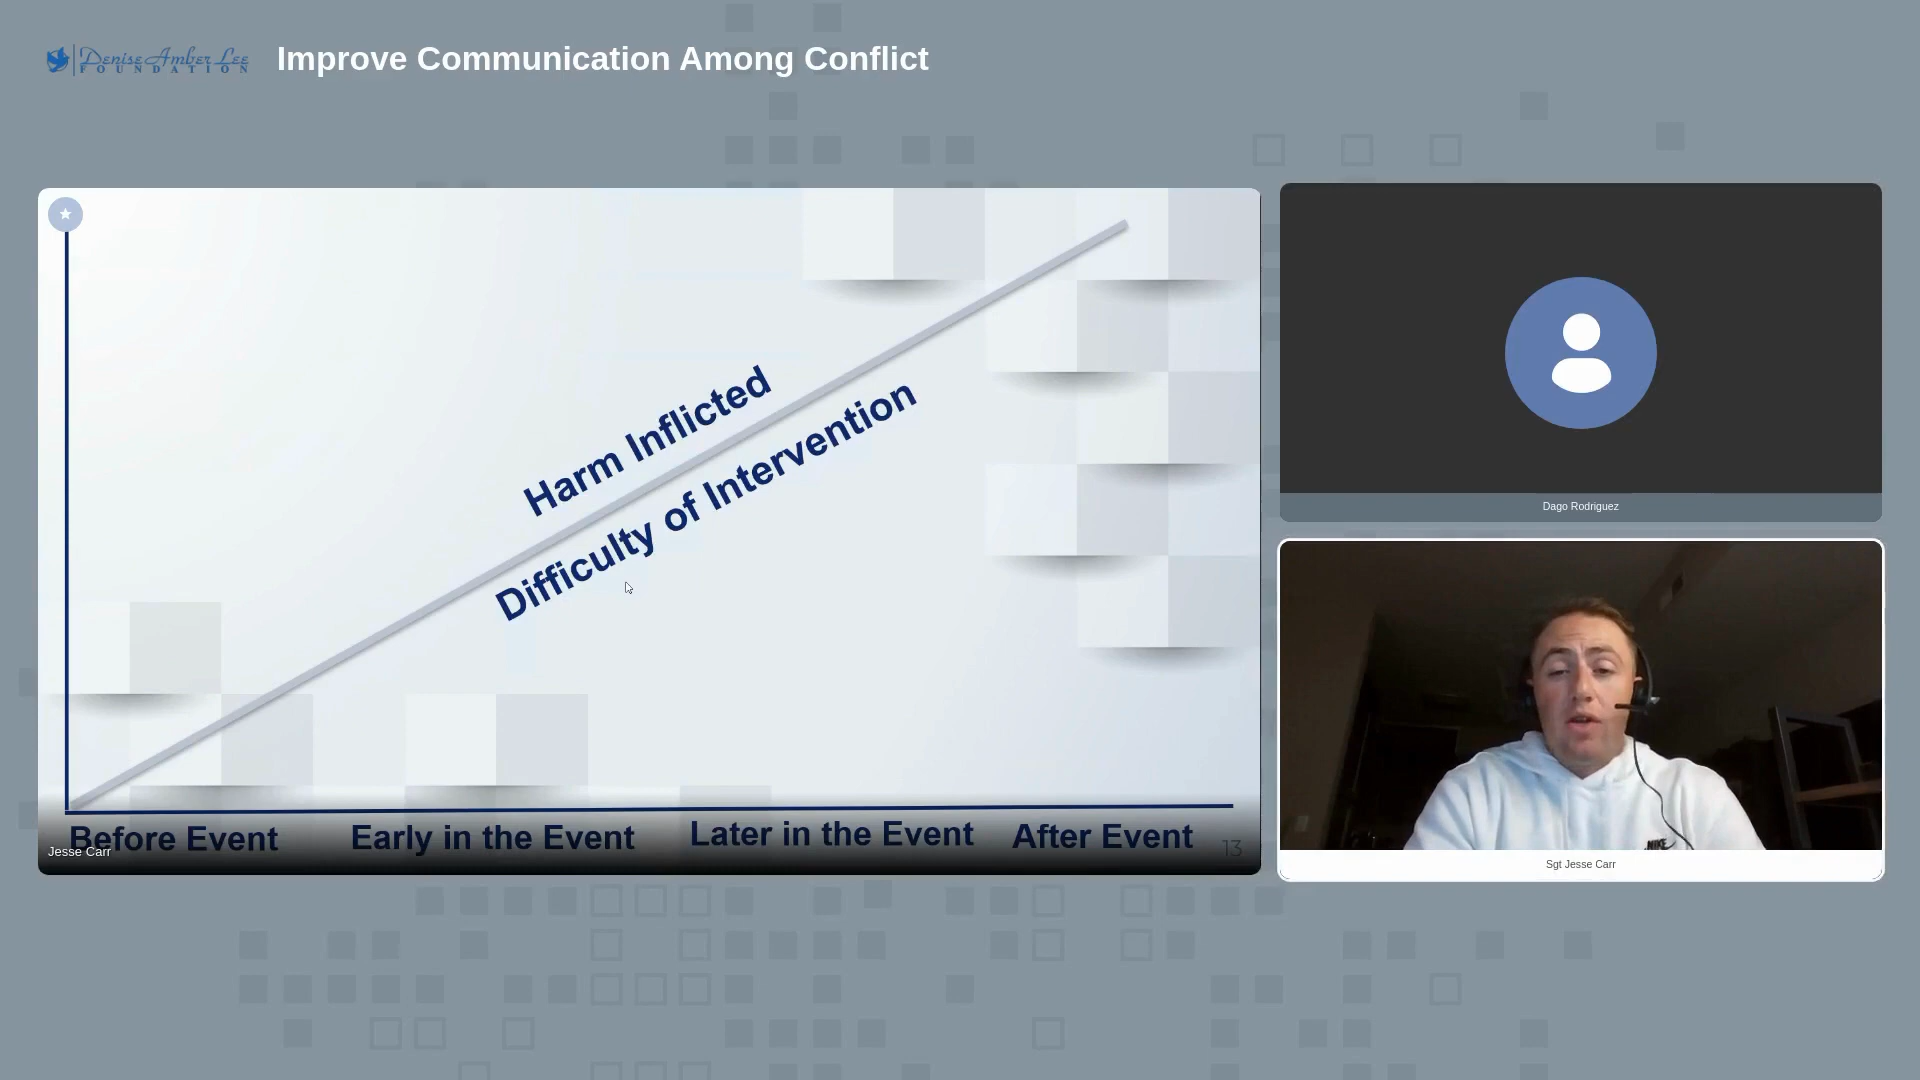 Denise Amber Lee
FOUNDATION
Improve Communication Among Conflict
Harm Inflicted
Difficulty of Intervention
Before Event
Early in the Event
Later in the Event
After Event
Jesse Carr
13
Dago Rodriguez
NIKE
Sgt Jesse Carr